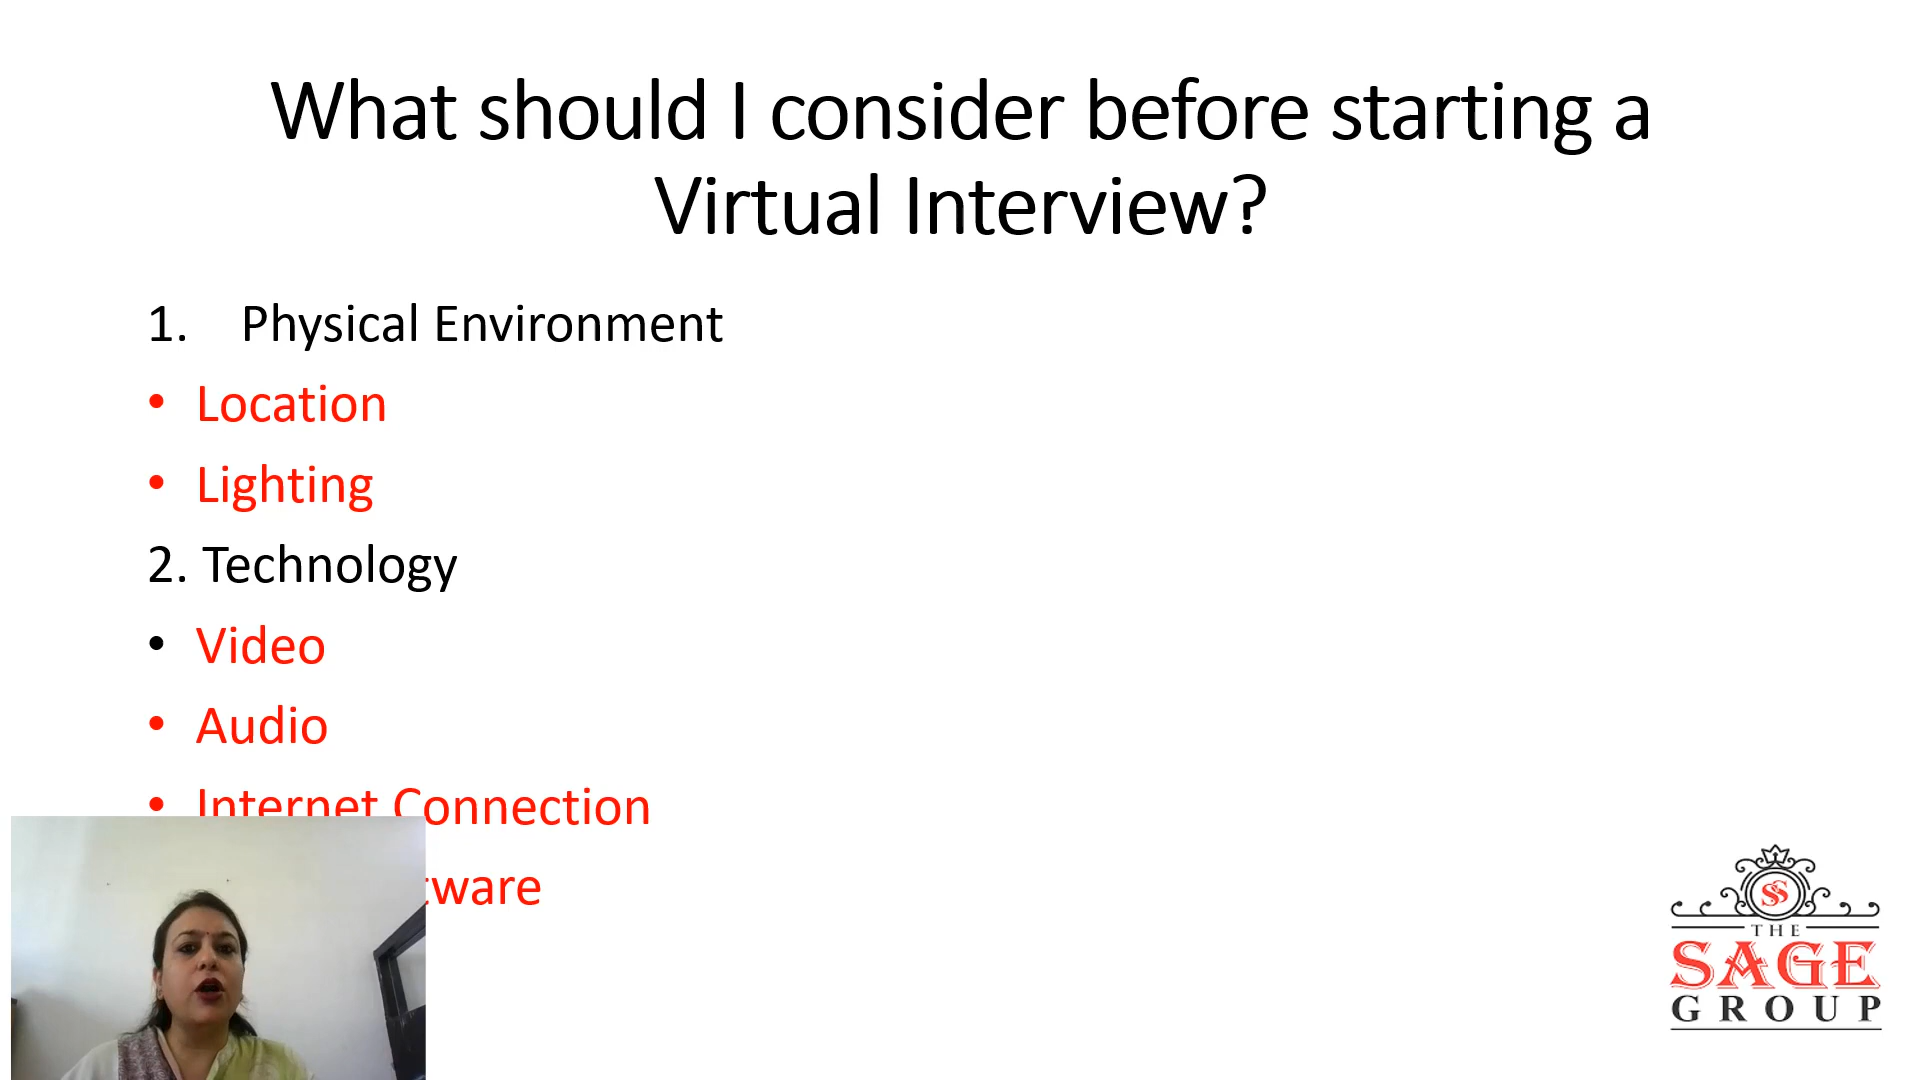 What should I consider before starting a
Virtual Interview?
1. Physical Environment
• Location
• Lighting
2. Technology
• Video
• Audio
• Internet Connection
SS
THE
SAGE
GROUP